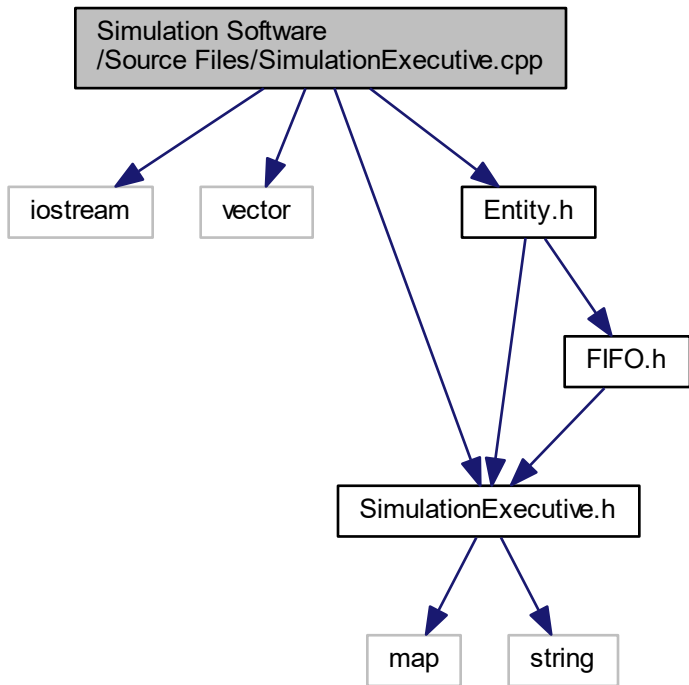 Simulation Software
/Source Files/SimulationExecutive.cpp
iostream
vector
Entity.h
FIFO.h
SimulationExecutive.h
map
string